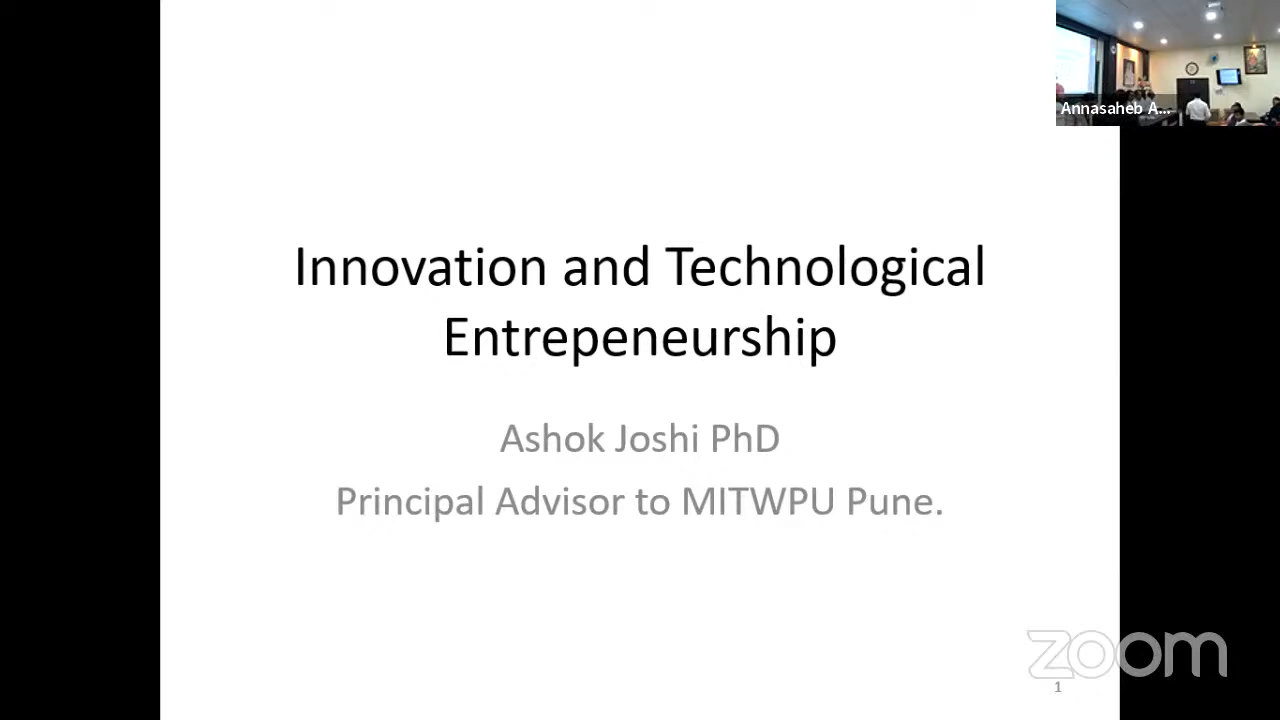 Annasaheb A...
Innovation and Technological
Entrepeneurship
Ashok Joshi PhD
Principal Advisor to MITWPU Pune.
zoom
1